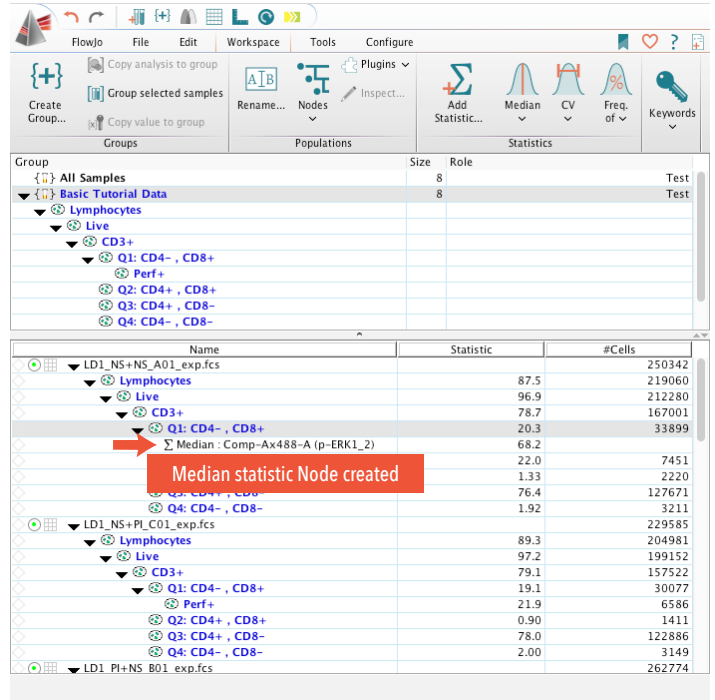 FlowJo File Edit Workspace Tools Configure
{+} Create Group...
Copy analysis to group
Group selected samples
Copy value to group
Groups
A B Rename...
Nodes
Plugins
Inspect...
Populations
Σ Add Statistic...
Median
CV
% Freq. of
Statistics
Keywords
Group Size Role
All Samples 8 Test
Basic Tutorial Data 8 Test
Lymphocytes
Live
CD3+
Q1: CD4- , CD8+
Perf+
Q2: CD4+ , CD8+
Q3: CD4+ , CD8-
Q4: CD4- , CD8-
Name Statistic #Cells
LD1_NS+NS_A01_exp.fcs 250342
Lymphocytes 87.5 219060
Live 96.9 212280
CD3+ 78.7 167001
Q1: CD4- , CD8+ 20.3 33899
Σ Median : Comp-Ax488-A (p-ERK1_2) 68.2
22.0 7451
Median statistic Node created
1.33 2220
Q3: CD4+ , CD8- 76.4 127671
Q4: CD4- , CD8- 1.92 3211
LD1_NS+PI_C01_exp.fcs 229585
Lymphocytes 89.3 204981
Live 97.2 199152
CD3+ 79.1 157522
Q1: CD4- , CD8+ 19.1 30077
Perf+ 21.9 6586
Q2: CD4+ , CD8+ 0.90 1411
Q3: CD4+ , CD8- 78.0 122886
Q4: CD4- , CD8- 2.00 3149
LD1_PI+NS_B01_exp.fcs 262774